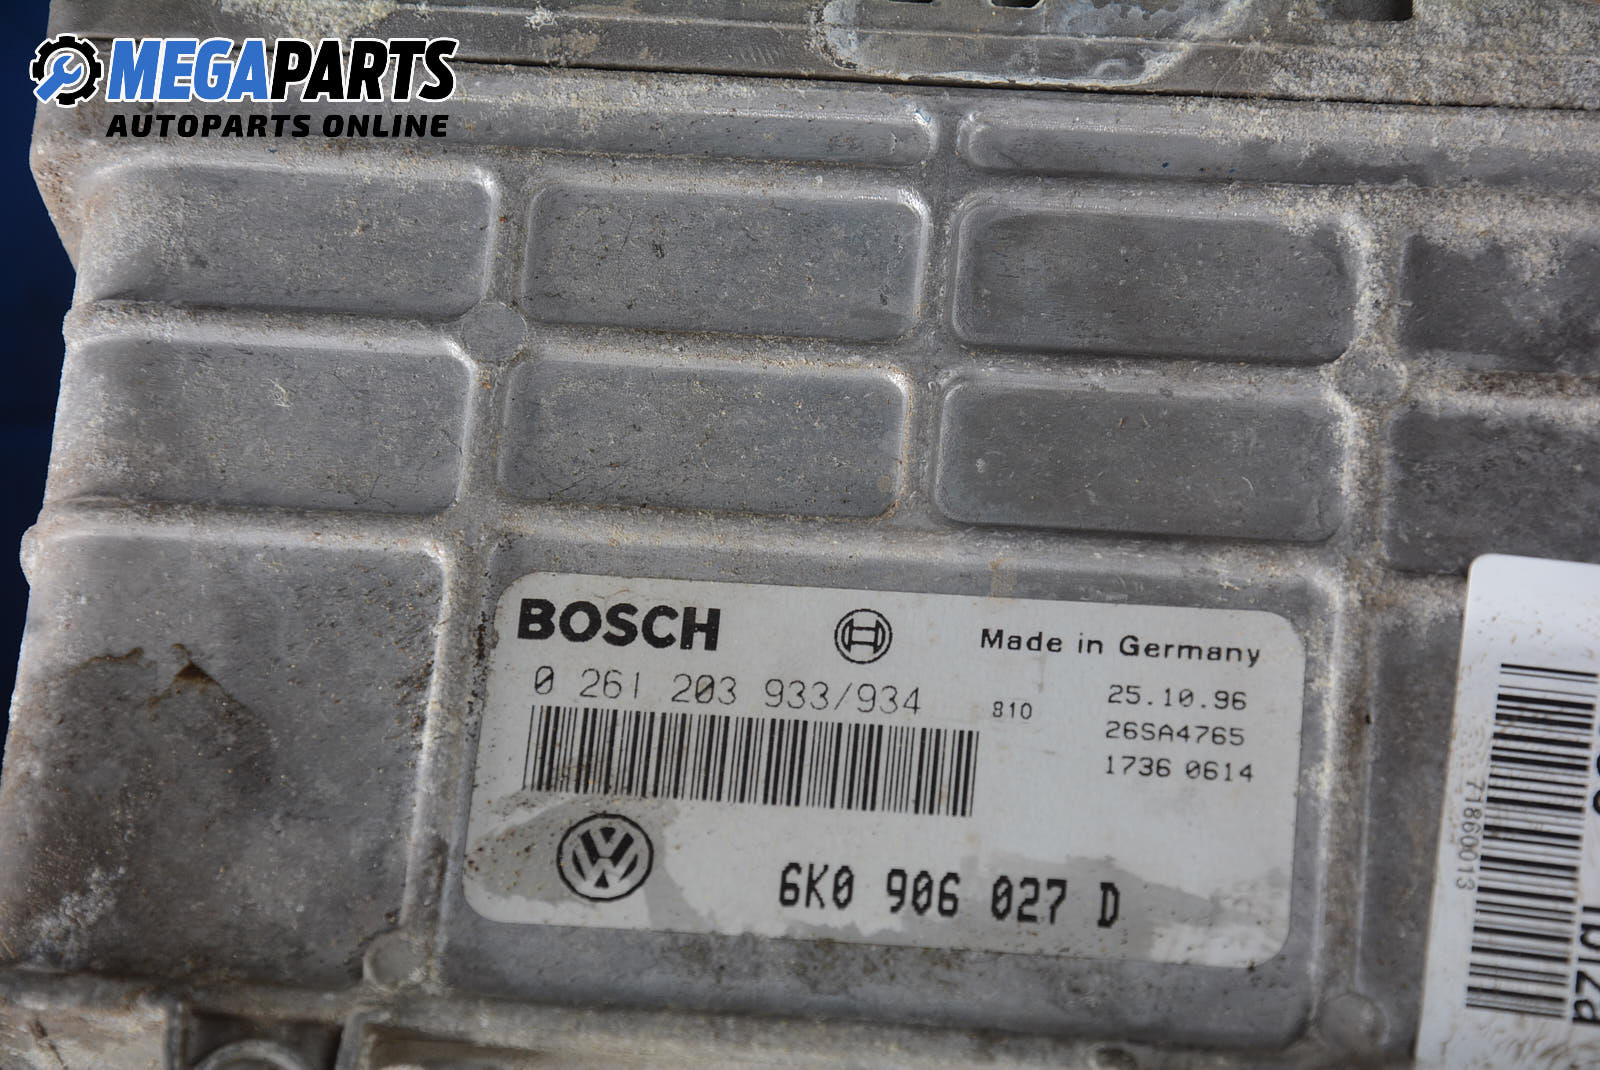 MEGAPARTS
AUTOPARTS ONLINE
BOSCH
Made in Germany
0 261 203 933/934
810
25.10.96
26SA4765
1736 0614
6K0 906 027 D
71860013
Ibiza